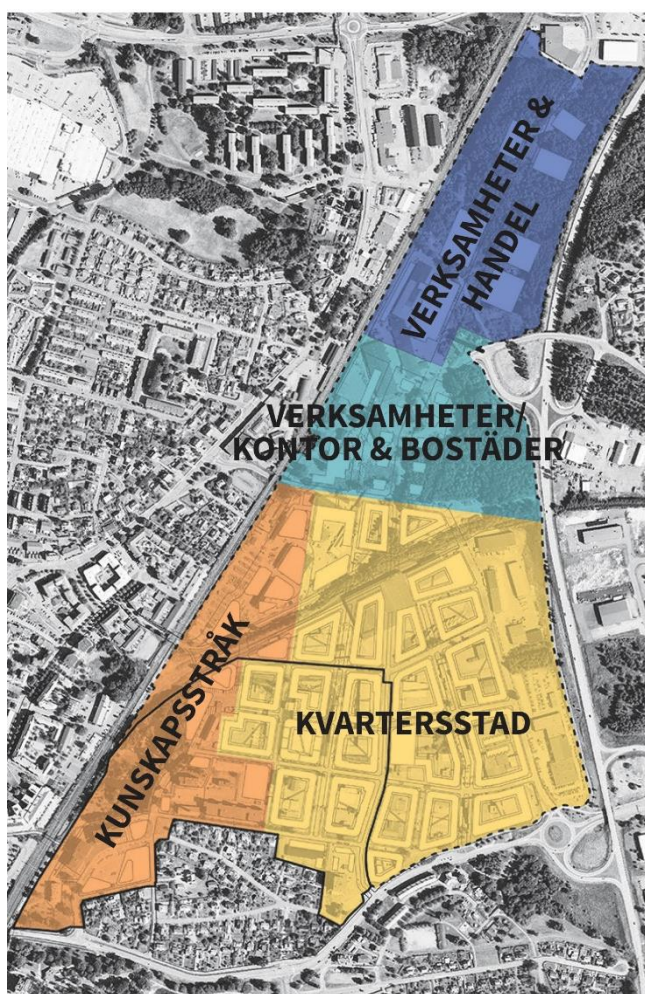 VERKSAMHETER &
HANDEL
VERKSAMHETER/
KONTOR & BOSTÄDER
KUNSKAPSSTRÅK
KVARTERSSTAD